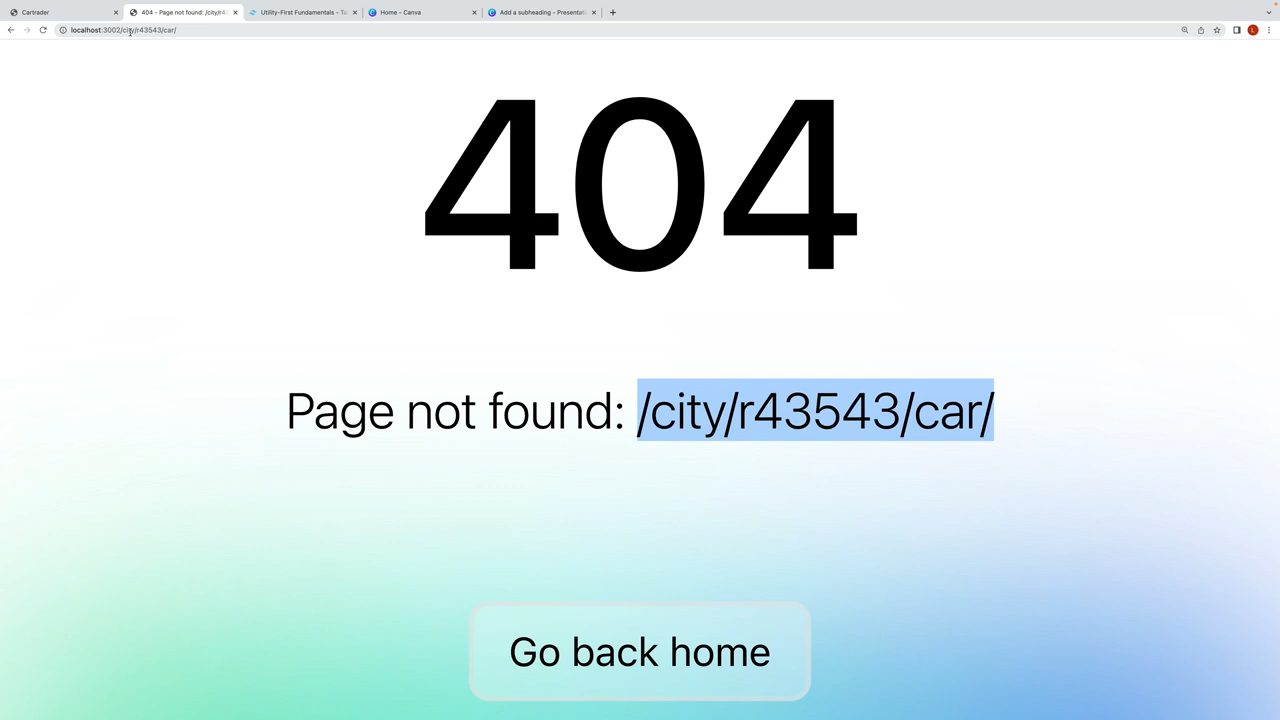 Cartrader
404 - Page not found: /city/r43
Utility-First Fundamentals - Ta
Home - Canva
Add a subheading - Presentati
localhost:3002/city/r43543/car/
L
404
Page not found: /city/r43543/car/
Go back home